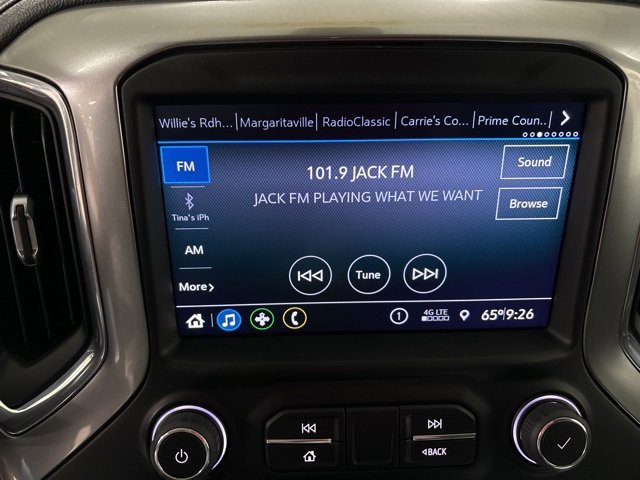 Willie's Rdh... Margaritaville RadioClassic Carrie's Co... Prime Coun..
FM
101.9 JACK FM
Sound
JACK FM PLAYING WHAT WE WANT
Browse
Tina's iPh
AM
Tune
More
1 4G LTE 65° 9:26
BACK